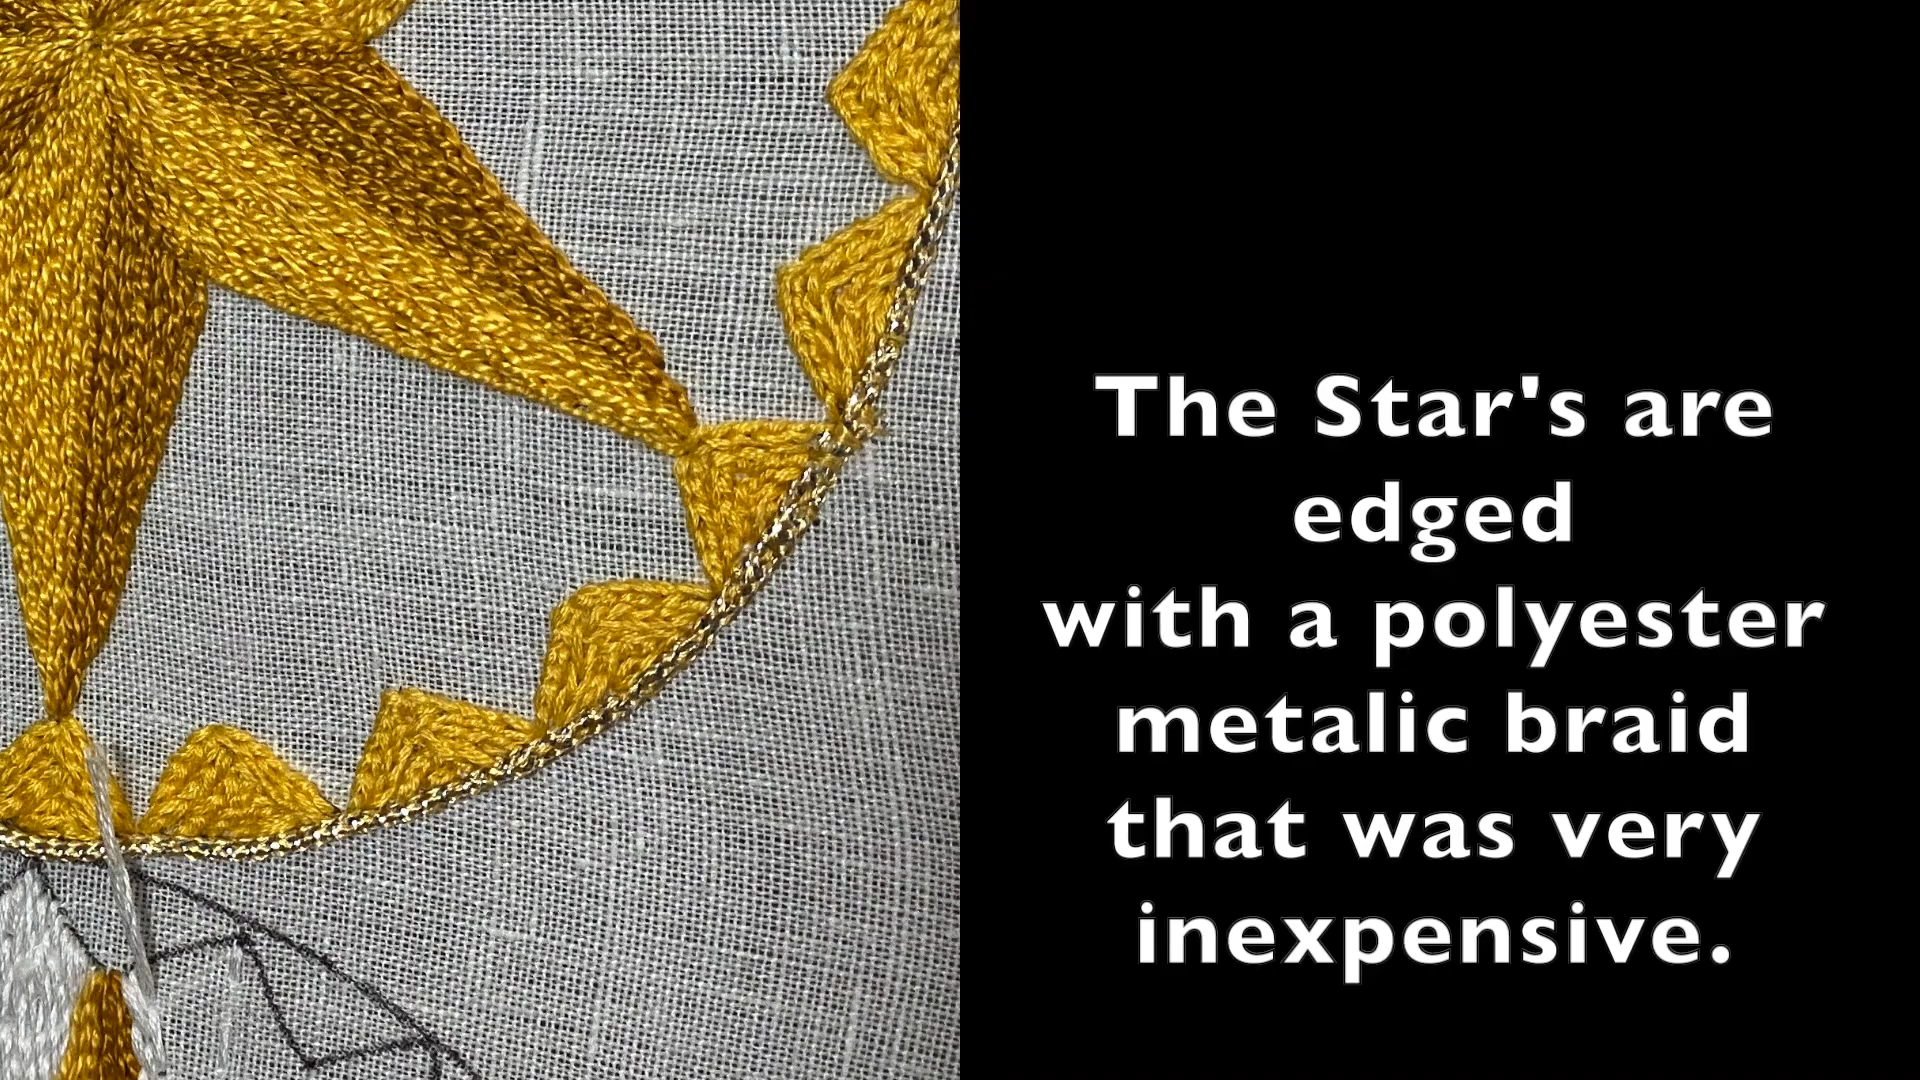 The Star's are
edged
with a polyester
metalic braid
that was very
inexpensive.